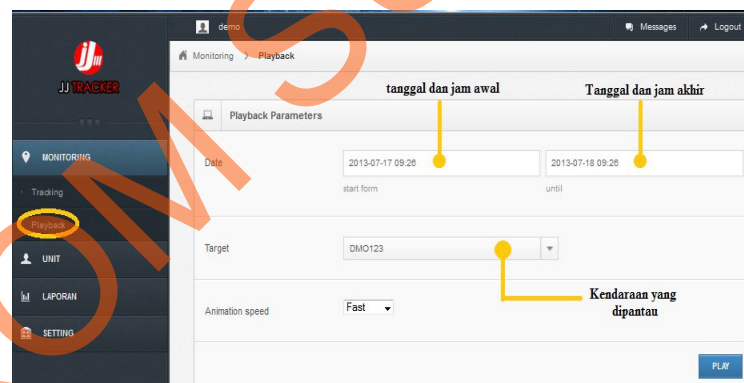 demo
Messages
Logout
JJ TRACKER
Monitoring > Playback
tanggal dan jam awal
Tanggal dan jam akhir
Playback Parameters
MONITORING
Date
2013-07-17 09:26
2013-07-18 09:26
start form
until
Tracking
Playback
Target
DMO123
UNIT
LAPORAN
Kendaraan yang
dipantau
Animation speed
Fast
SETTING
PLAY